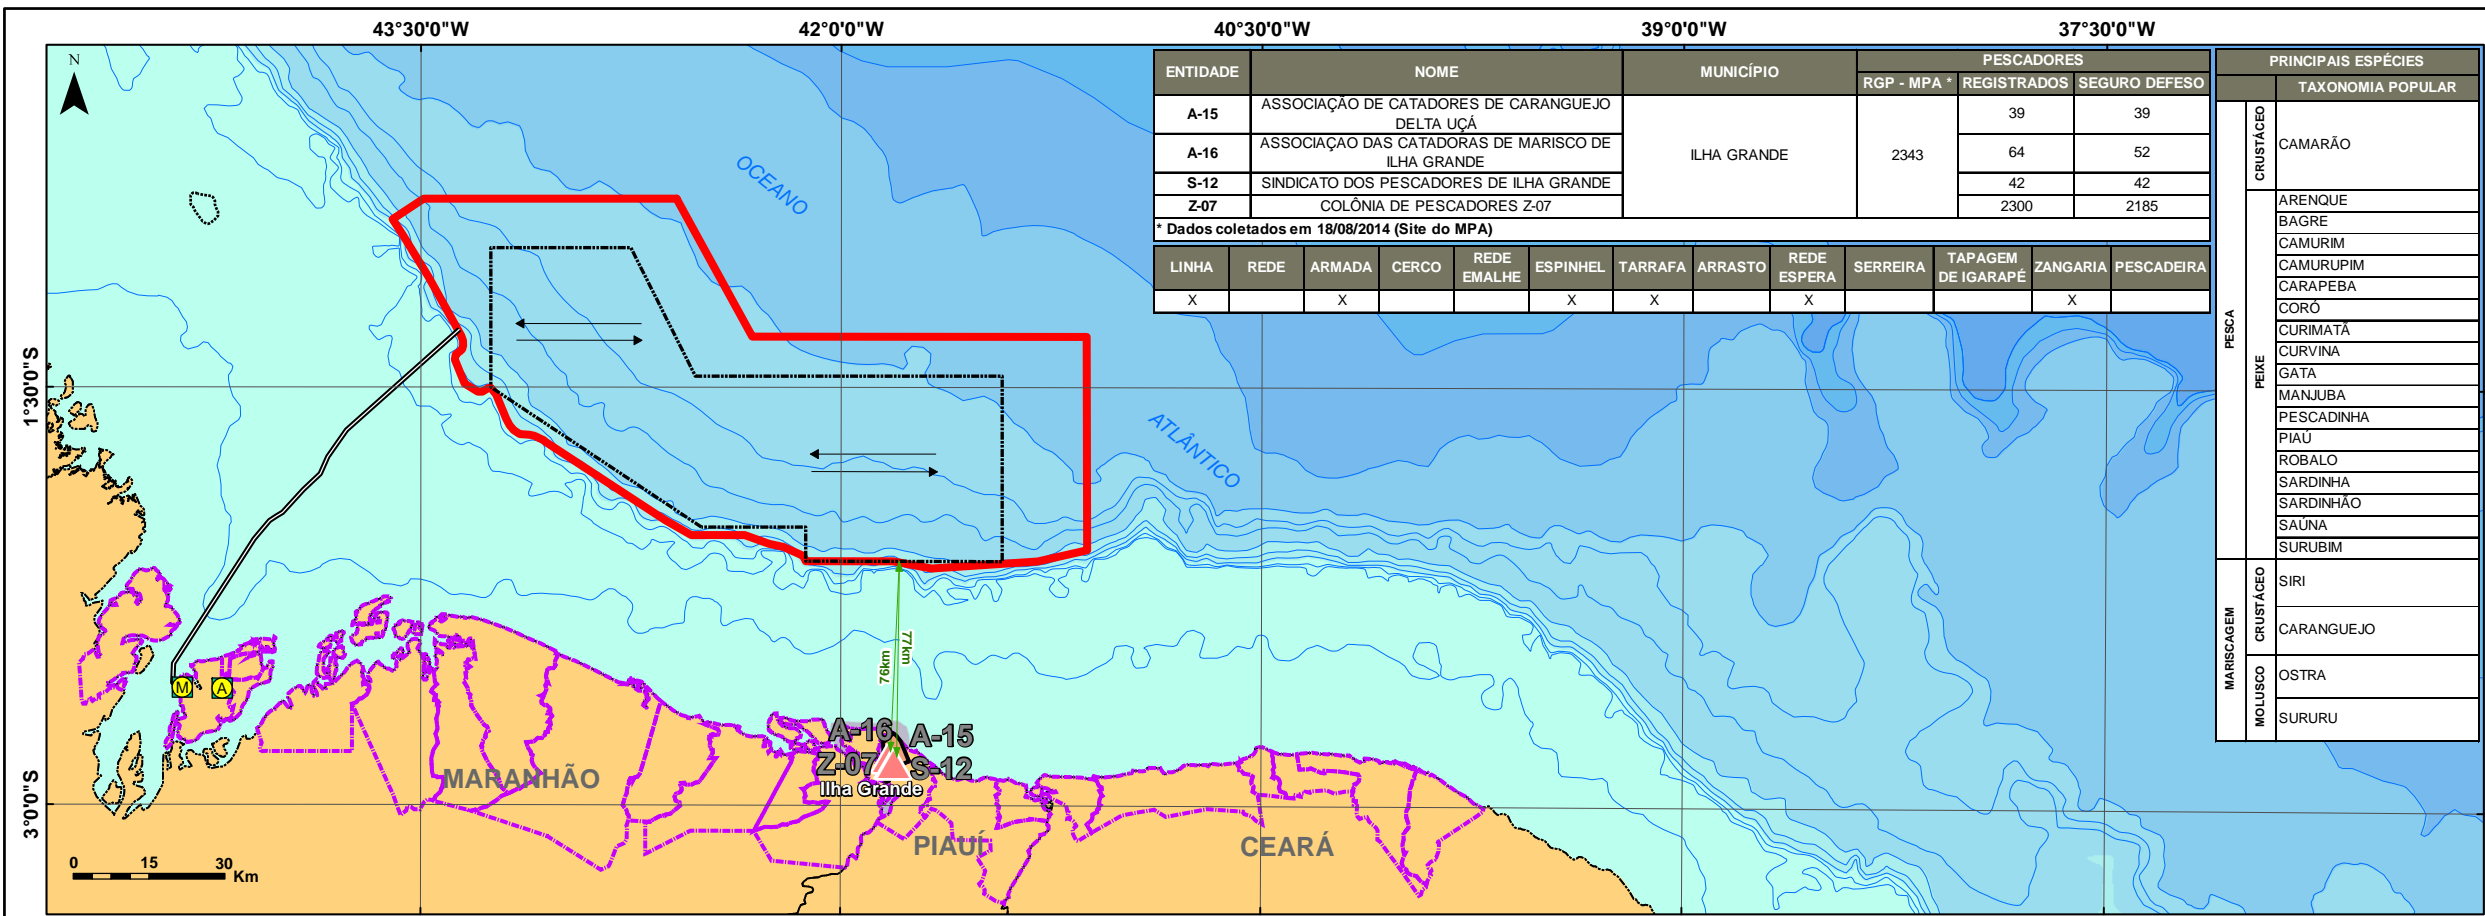 43°30'0"W 42°0'0"W 40°30'0"W 39°0'0"W 37°30'0"W
N
ENTIDADE NOME MUNICÍPIO PESCADORES
RGP - MPA * REGISTRADOS SEGURO DEFESO
A-15 ASSOCIAÇÃO DE CATADORES DE CARANGUEJO DELTA UÇÁ 39 39
A-16 ASSOCIAÇAO DAS CATADORAS DE MARISCO DE ILHA GRANDE ILHA GRANDE 2343 64 52
S-12 SINDICATO DOS PESCADORES DE ILHA GRANDE 42 42
Z-07 COLÔNIA DE PESCADORES Z-07 2300 2185
* Dados coletados em 18/08/2014 (Site do MPA)
LINHA REDE ARMADA CERCO REDE EMALHE ESPINHEL TARRAFA ARRASTO REDE ESPERA SERREIRA TAPAGEM DE IGARAPÉ ZANGARIA PESCADEIRA
X X X X X X
PRINCIPAIS ESPÉCIES
TAXONOMIA POPULAR
PESCA
CRUSTÁCEO
CAMARÃO
PEIXE
ARENQUE
BAGRE
CAMURIM
CAMURUPIM
CARAPEBA
CORÓ
CURIMATÃ
CURVINA
GATA
MANJUBA
PESCADINHA
PIAÚ
ROBALO
SARDINHA
SARDINHÃO
SAÚNA
SURUBIM
MARISCAGEM
CRUSTÁCEO
SIRI
CARANGUEJO
MOLUSCO
OSTRA
SURURU
OCEANO
ATLÂNTICO
1°30'0"S
3°0'0"S
77km
76km
M A
A-16 A-15
Z-07 S-12
Ilha Grande
MARANHÃO
PIAUÍ
CEARÁ
0 15 30
Km